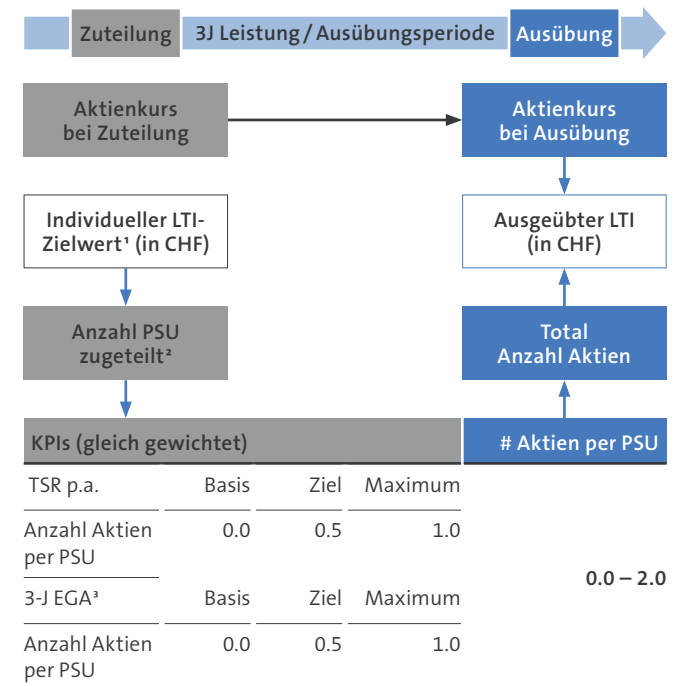 Zuteilung 3J Leistung / Ausübungsperiode Ausübung
Aktienkurs
bei Zuteilung
Aktienkurs
bei Ausübung
Individueller LTI-
Zielwert¹ (in CHF)
Ausgeübter LTI
(in CHF)
Anzahl PSU
zugeteilt²
Total
Anzahl Aktien
KPIs (gleich gewichtet) # Aktien per PSU
TSR p.a. Basis Ziel Maximum
Anzahl Aktien
per PSU
0.0 0.5 1.0
0.0 – 2.0
3-J EGA³ Basis Ziel Maximum
Anzahl Aktien
per PSU
0.0 0.5 1.0